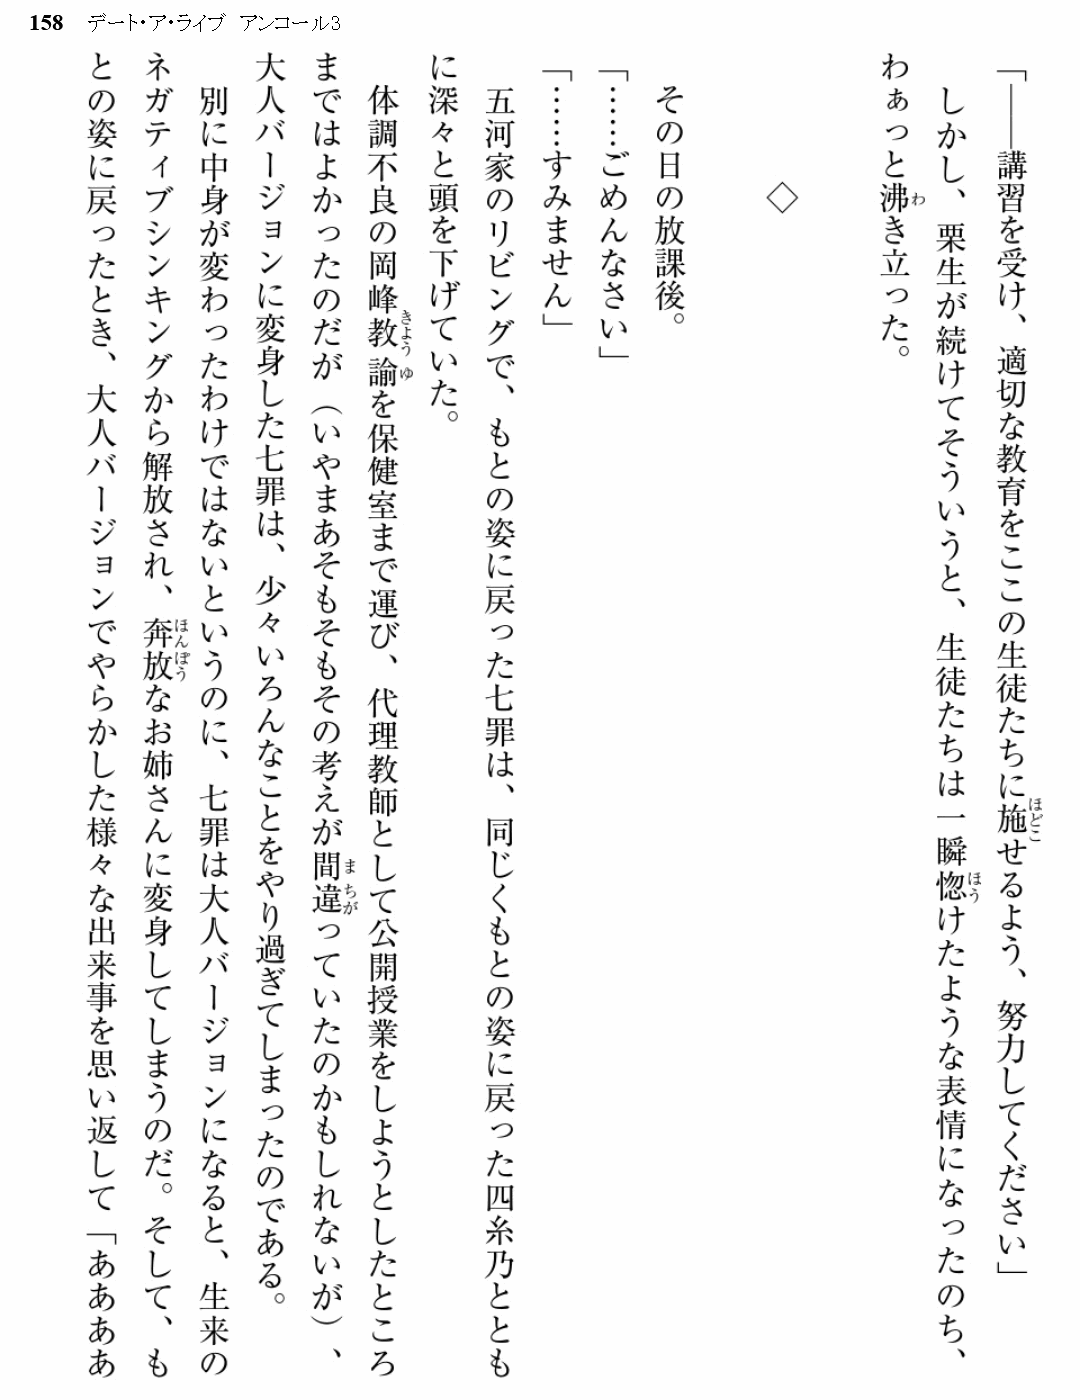 158 デート・ア・ライブ アンコール3
「――講習を受け、適切な教育をここの生徒たちに施せるよう、努力してください」
しかし、栗生が続けてそういうと、生徒たちは一瞬惚けたような表情になったのち、
わぁっと沸き立った。
◇
その日の放課後。
「……ごめんなさい」
「……すみません」
五河家のリビングで、もとの姿に戻った七罪は、同じくもとの姿に戻った四糸乃ととも
に深々と頭を下げていた。
体調不良の岡峰教諭を保健室まで運び、代理教師として公開授業をしようとしたところ
まではよかったのだが（いやまあそもそもその考えが間違っていたのかもしれないが）、
大人バージョンに変身した七罪は、少々いろんなことをやり過ぎてしまったのである。
別に中身が変わったわけではないというのに、七罪は大人バージョンになると、生来の
ネガティブシンキングから解放され、奔放なお姉さんに変身してしまうのだ。そして、も
との姿に戻ったとき、大人バージョンでやらかした様々な出来事を思い返して「ああああ